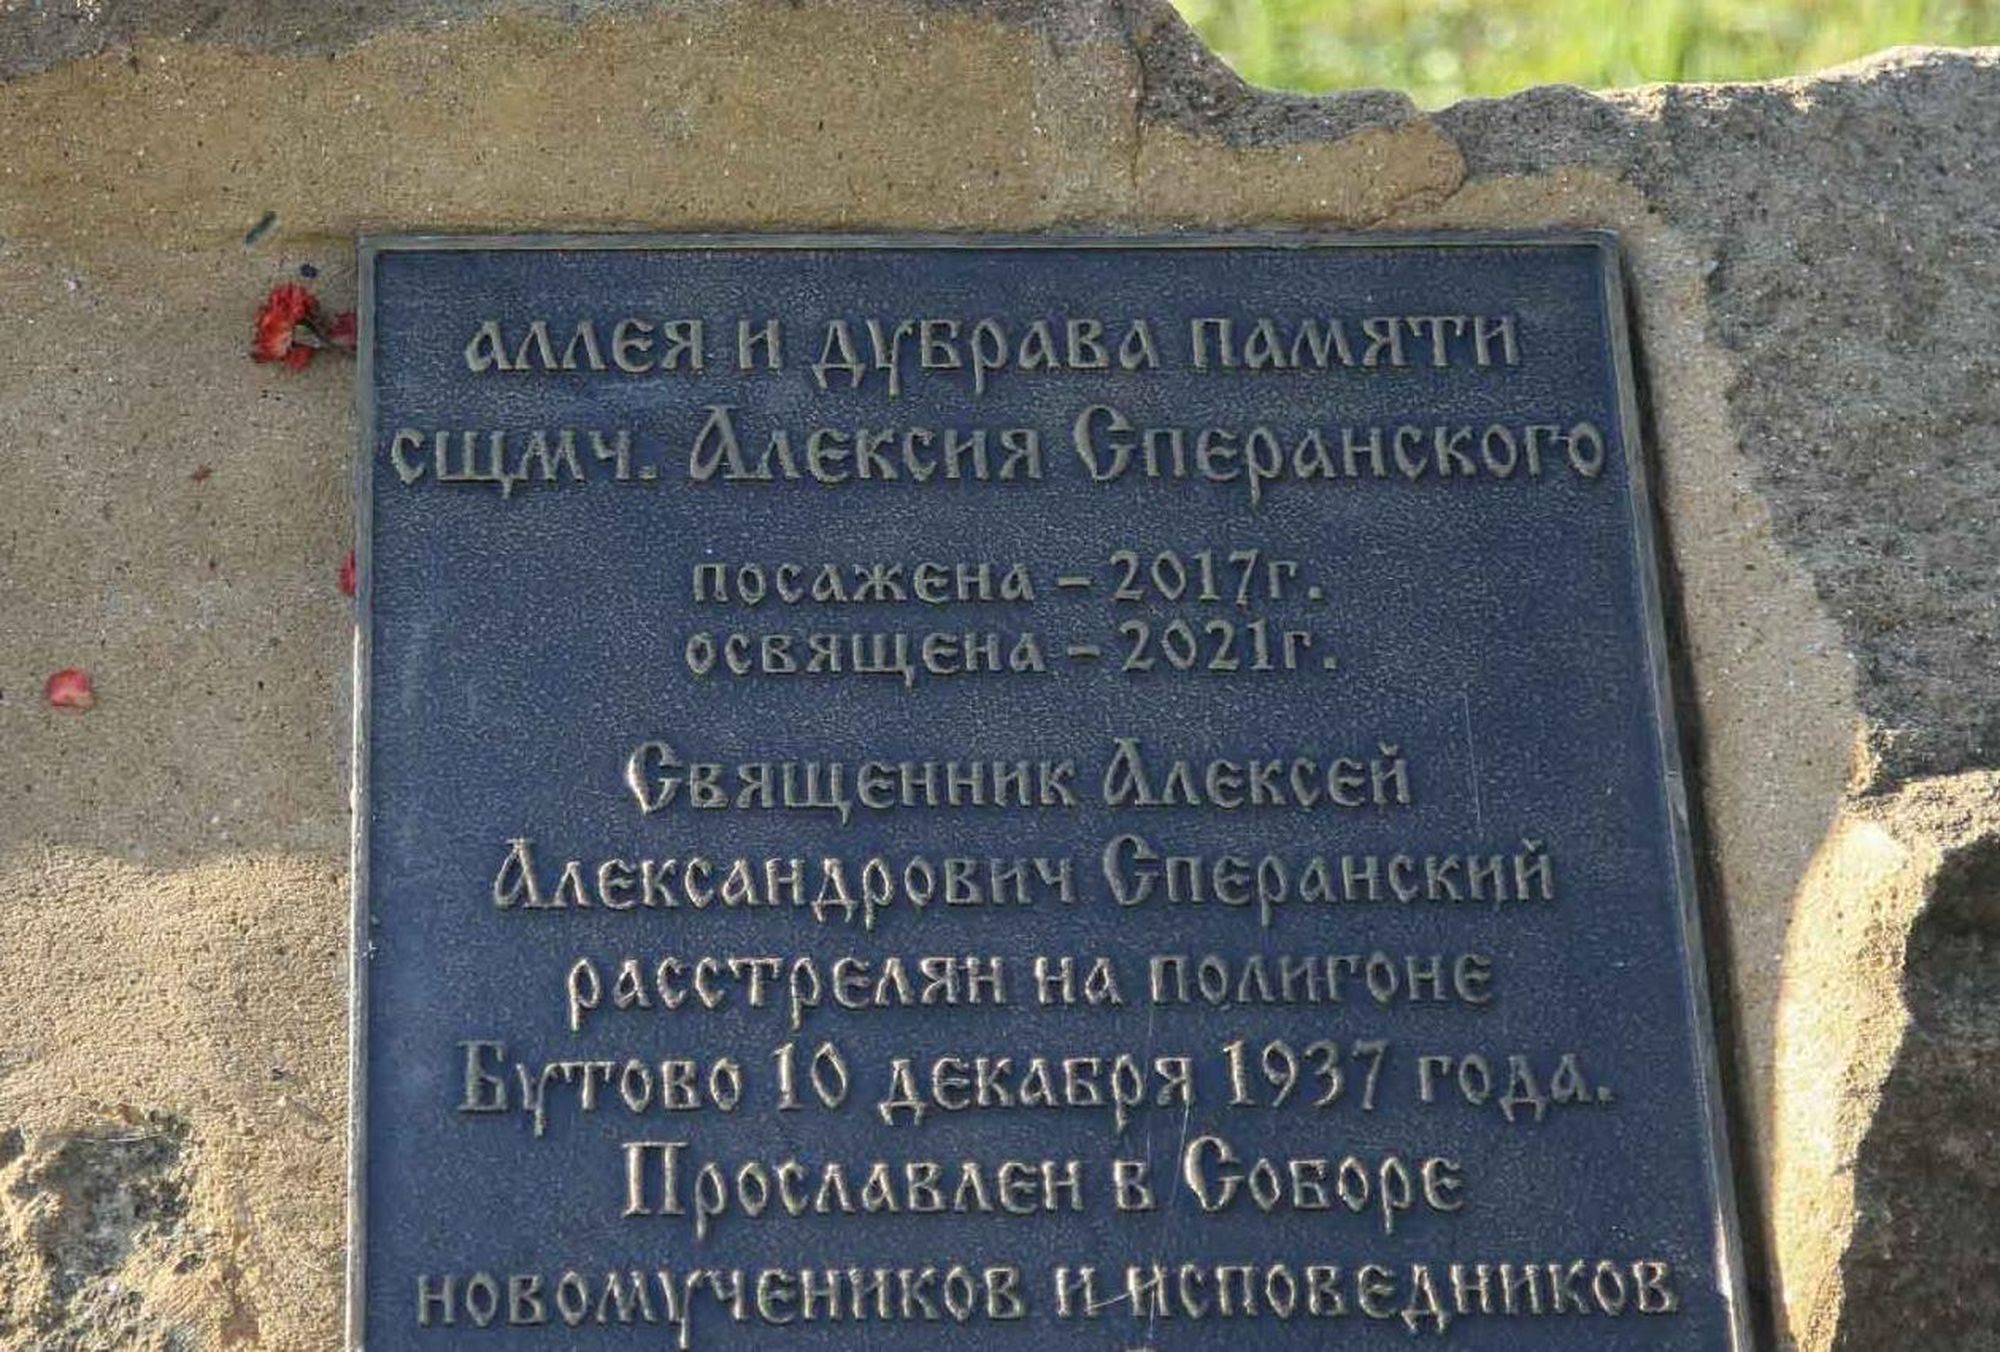 аллея и дубрава памяти
сщмч. Алексия Сперанского
посажена – 2017г.
освящена – 2021г.
Священник Алексей
Александрович Сперанский
расстрелян на полигоне
Бутово 10 декабря 1937 года.
Прославлен в Соборе
новомучеников и исповедников